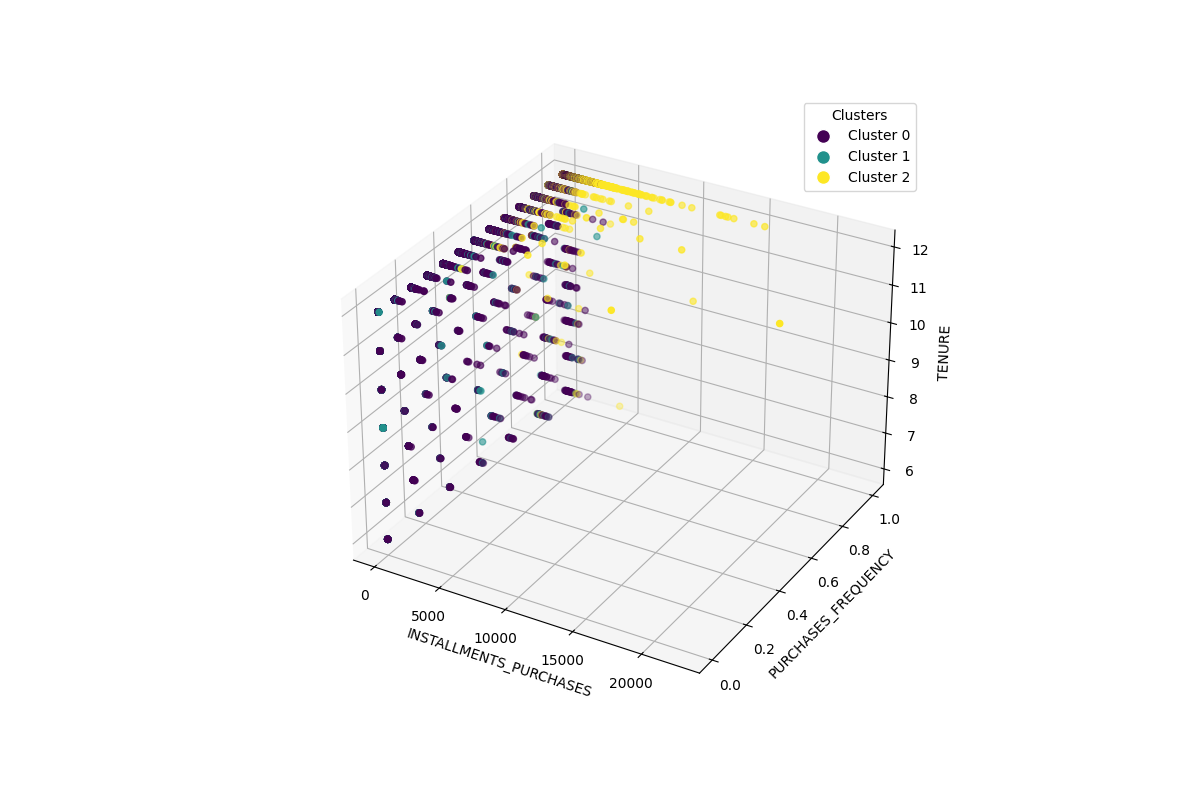 Clusters
Cluster 0
Cluster 1
Cluster 2
12
11
10
9
8
7
6
TENURE
1.0
0.8
0.6
0.4
0.2
0.0
PURCHASES_FREQUENCY
0
5000
10000
15000
20000
INSTALLMENTS_PURCHASES